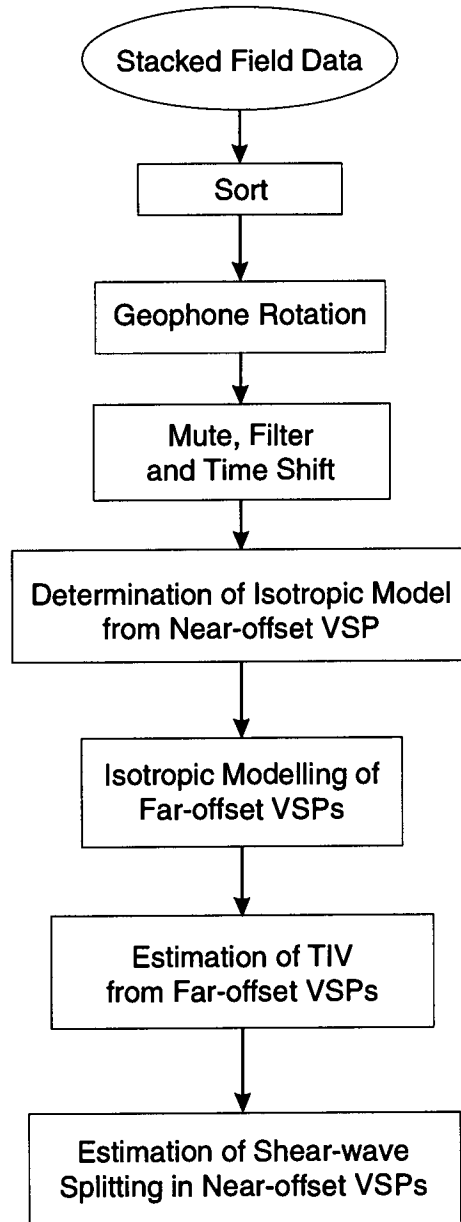 Stacked Field Data
Sort
Geophone Rotation
Mute, Filter
and Time Shift
Determination of Isotropic Model
from Near-offset VSP
Isotropic Modelling of
Far-offset VSPs
Estimation of TIV
from Far-offset VSPs
Estimation of Shear-wave
Splitting in Near-offset VSPs